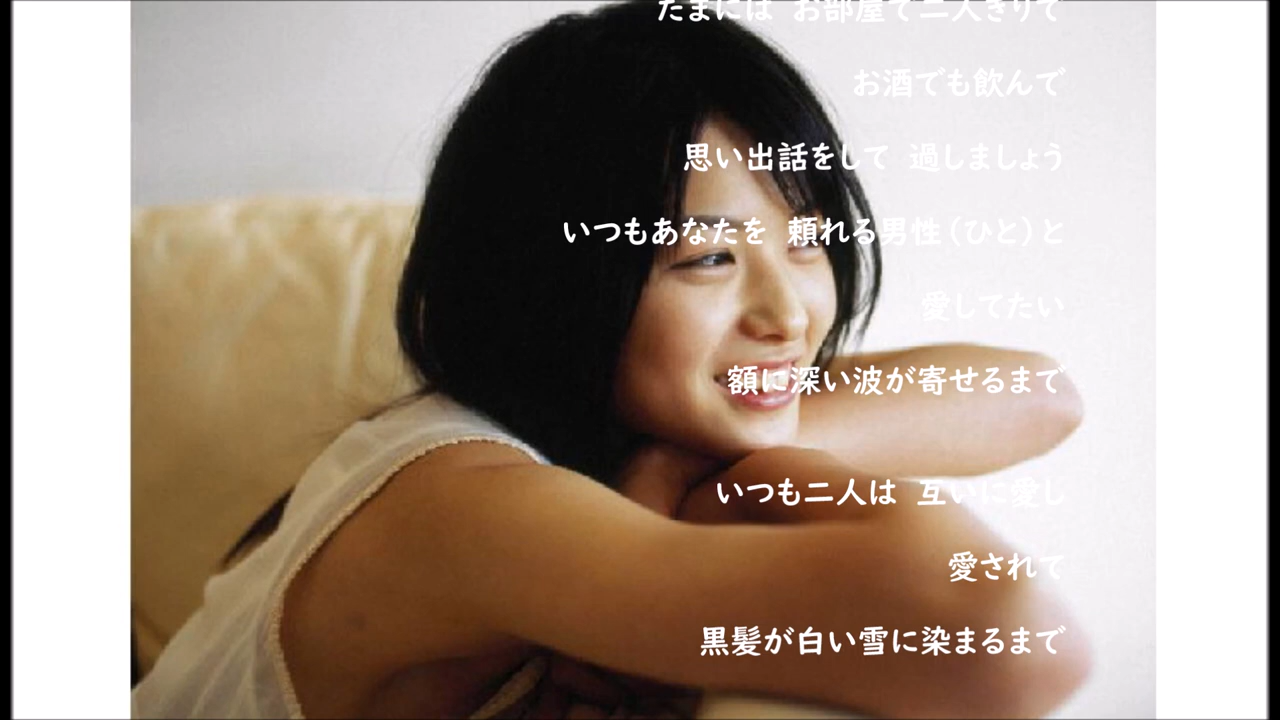 たまには お部屋で二人きりで
お酒でも飲んで
思い出話をして 過しましょう
いつもあなたを 頼れる男性(ひと)と
愛してたい
額に深い波が寄せるまで
いつも二人は 互いに愛し
愛されて
黒髪が白い雪に染まるまで